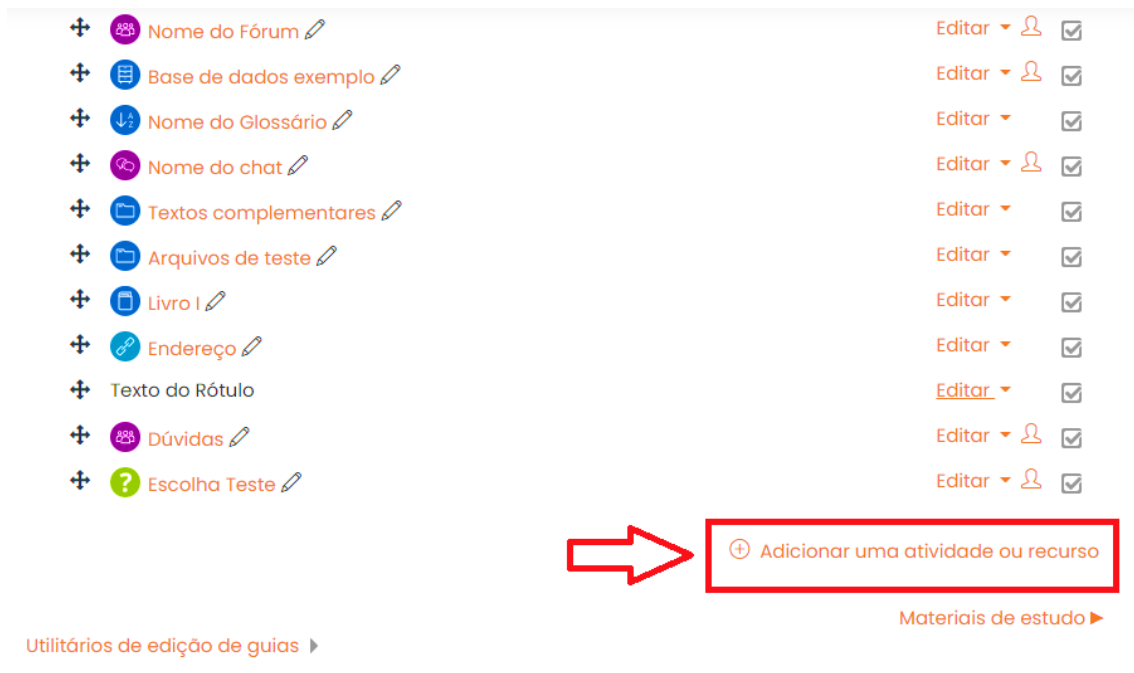 Nome do Fórum Editar
Base de dados exemplo Editar
Nome do Glossário Editar
Nome do chat Editar
Textos complementares Editar
Arquivos de teste Editar
Livro I Editar
Endereço Editar
Texto do Rótulo Editar
Dúvidas Editar
Escolha Teste Editar
Adicionar uma atividade ou recurso
Materiais de estudo
Utilitários de edição de guias